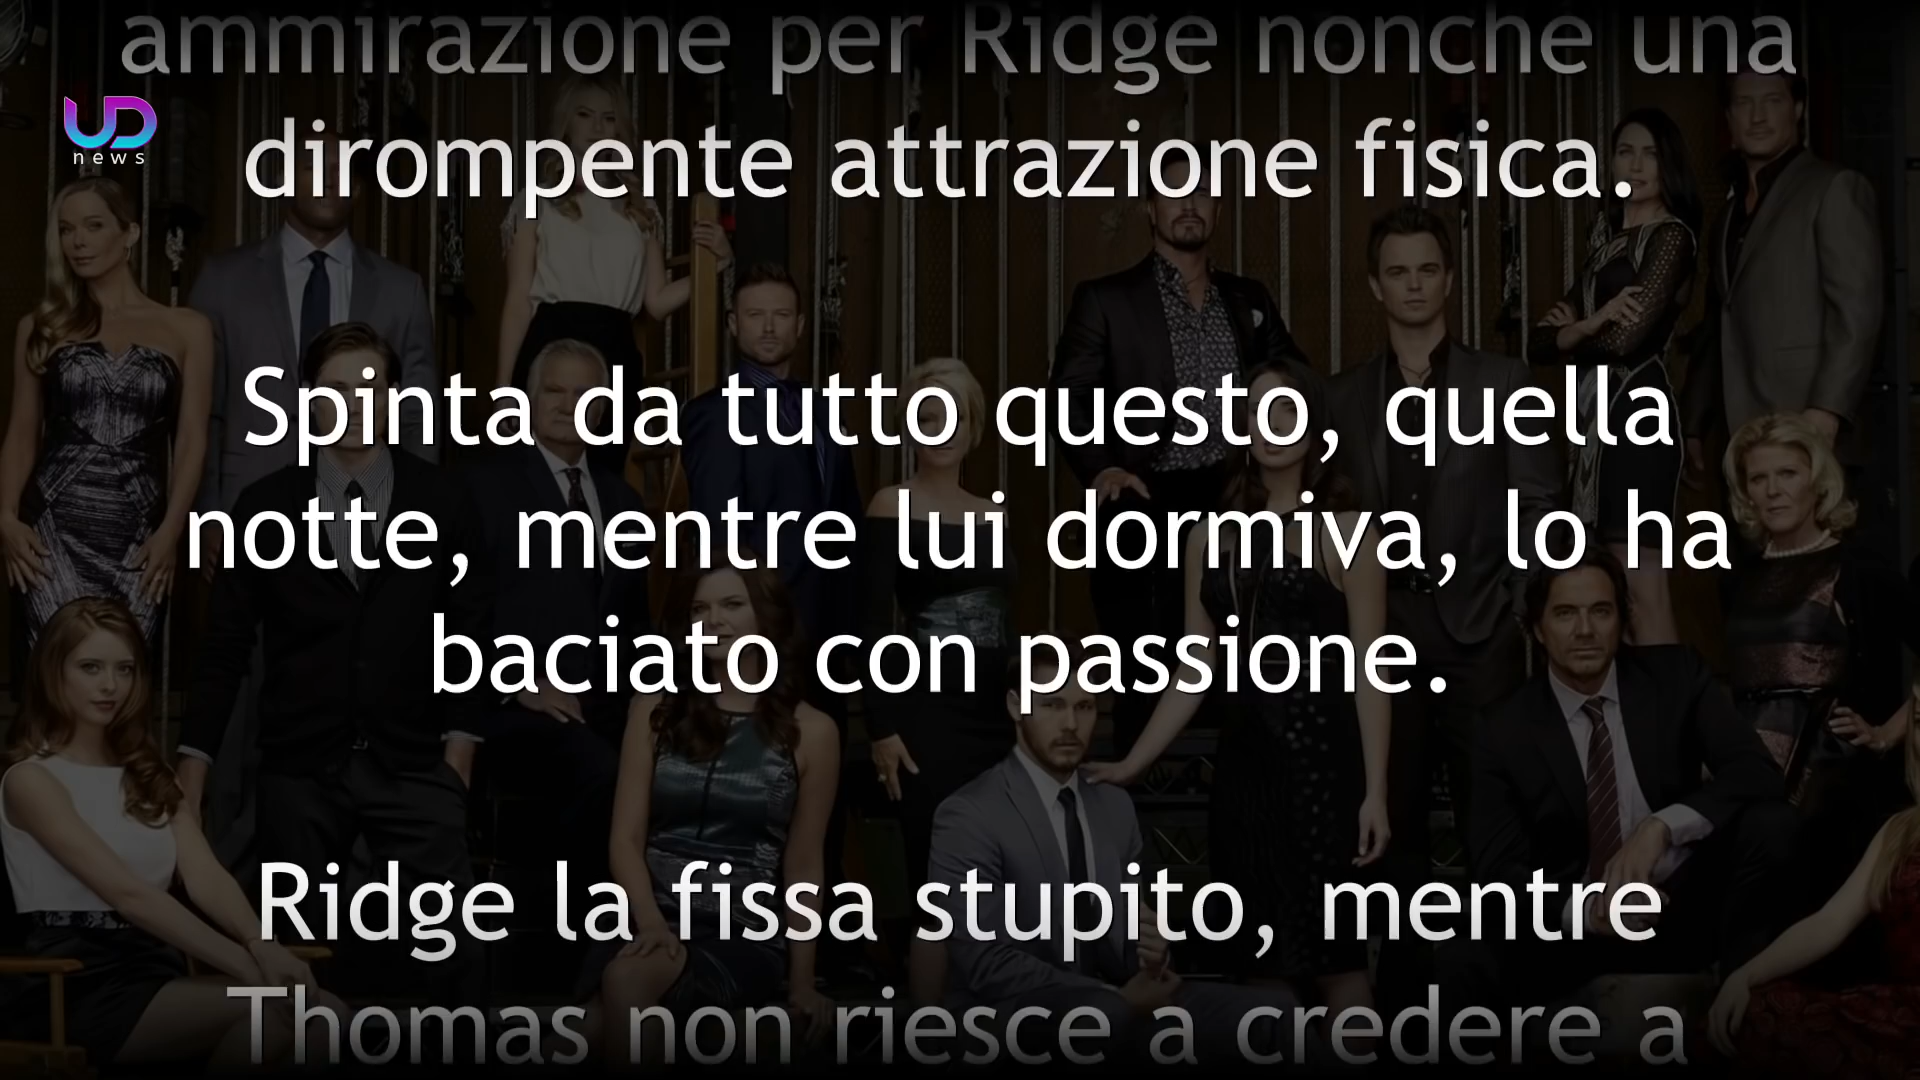 ammirazione per Ridge nonché una
UD
news
dirompente attrazione fisica.
Spinta da tutto questo, quella
notte, mentre lui dormiva, lo ha
baciato con passione.
Ridge la fissa stupito, mentre
Thomas non riesce a credere a